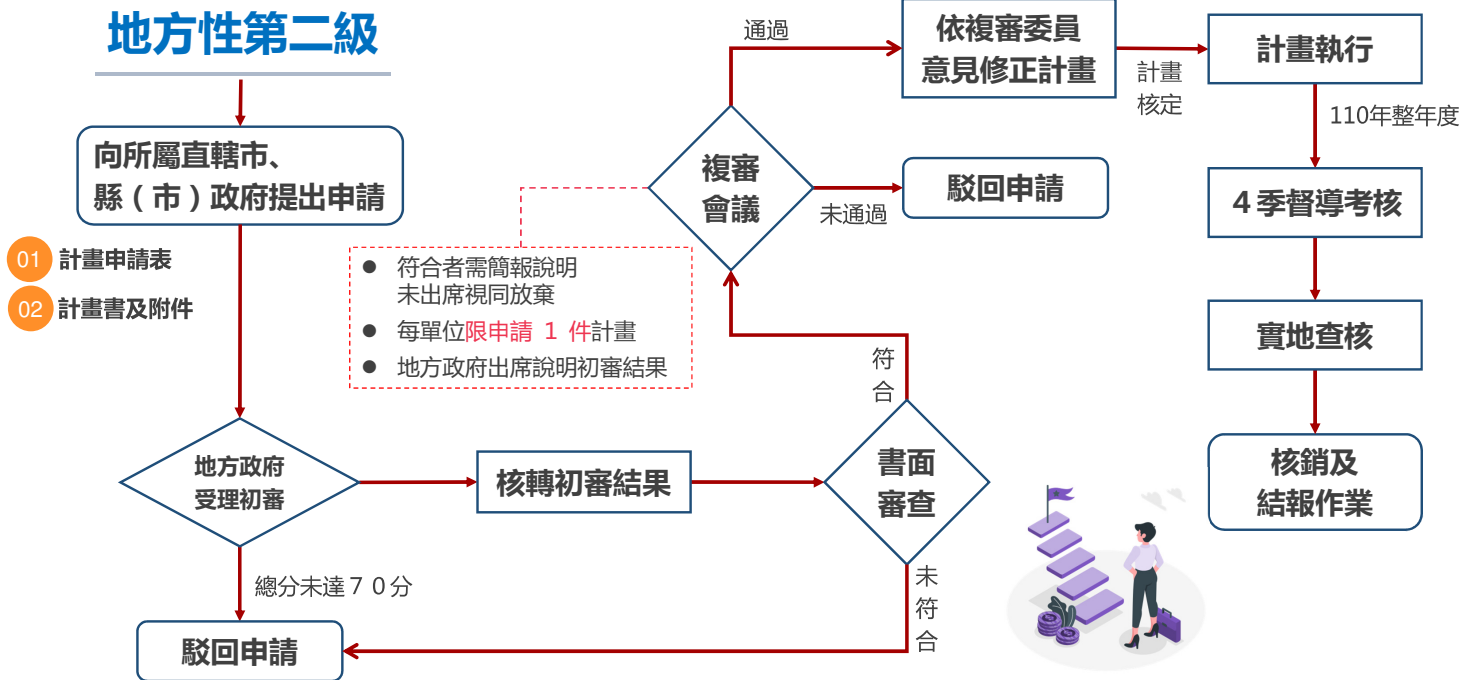 地方性第二級
向所屬直轄市、
縣（市）政府提出申請
01 計畫申請表
02 計畫書及附件
地方政府
受理初審
總分未達７０分
駁回申請
核轉初審結果
書面
審查
符
合
未
符
合
複審
會議
● 符合者需簡報說明
未出席視同放棄
● 每單位限申請 1 件計畫
● 地方政府出席說明初審結果
通過
未通過
駁回申請
依複審委員
意見修正計畫
計畫
核定
計畫執行
110年整年度
４季督導考核
實地查核
核銷及
結報作業